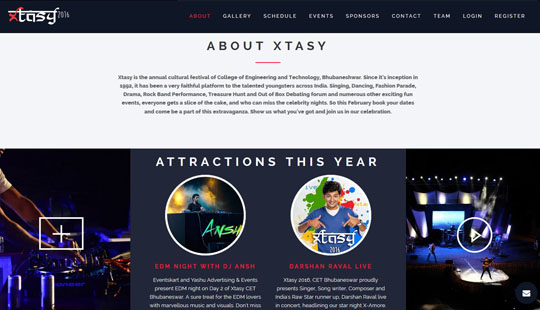 xtasy 2016
ABOUT GALLERY SCHEDULE EVENTS SPONSORS CONTACT TEAM LOGIN REGISTER
ABOUT XTASY
Xtasy is the annual cultural festival of College of Engineering and Technology, Bhubaneshwar. Since it's inception in
1992, it has been a very faithful platform to the talented youngsters across India. Singing, Dancing, Fashion Parade,
Drama, Rock Band Performance, Treasure Hunt and Out of Box Debating forum and numerous other exciting fun
events, everyone gets a slice of the cake, and who can miss the celebrity nights. So this February book your dates
and come be a part of this extravaganza. Show us what you've got and join us in our celebration.
ATTRACTIONS THIS YEAR
ANSH
xtasy
2016
EDM NIGHT WITH DJ ANSH
Eventskart and Yashu Advertising & Events
present EDM night on Day 2 of Xtasy CET
Bhubaneswar. A sure treat for the EDM lovers
with marvellous music and visuals. Don't miss
DARSHAN RAVAL LIVE
Xtasy 2016, CET Bhubaneswar proudly
presents Singer, Song writer, Composer and
India's Raw Star runner up, Darshan Raval live
in concert, headlining our star night X-Amore.